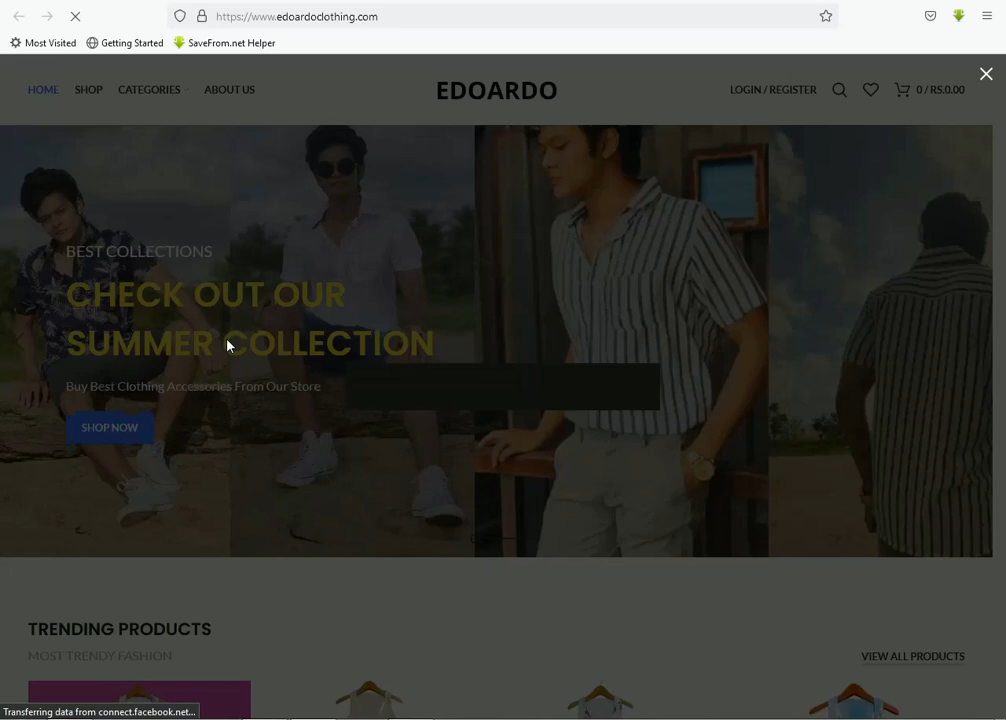 https://www.edoardoclothing.com
Most Visited
Getting Started
SaveFrom.net Helper
HOME
SHOP
CATEGORIES
ABOUT US
EDOARDO
LOGIN / REGISTER
0 / RS.0.00
BEST COLLECTIONS
CHECK OUT OUR
SUMMER COLLECTION
Buy Best Clothing Accessories From Our Store
SHOP NOW
TRENDING PRODUCTS
MOST TRENDY FASHION
VIEW ALL PRODUCTS
Transferring data from connect.facebook.net...